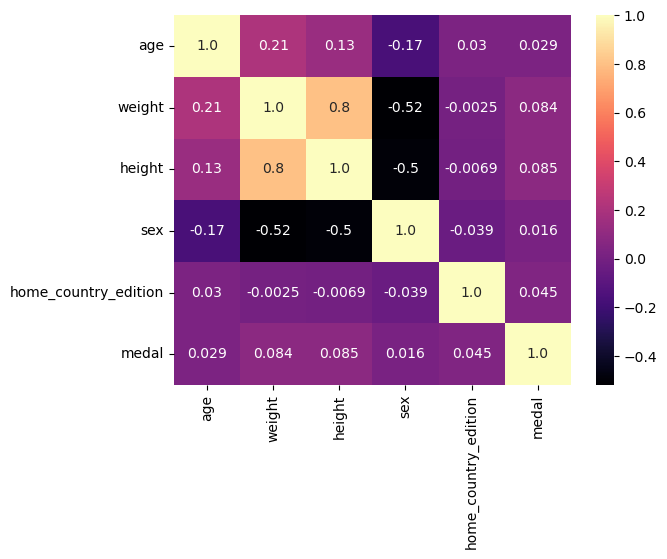 age 1.0 0.21 0.13 -0.17 0.03 0.029
weight 0.21 1.0 0.8 -0.52 -0.0025 0.084
height 0.13 0.8 1.0 -0.5 -0.0069 0.085
sex -0.17 -0.52 -0.5 1.0 -0.039 0.016
home_country_edition 0.03 -0.0025 -0.0069 -0.039 1.0 0.045
medal 0.029 0.084 0.085 0.016 0.045 1.0
age weight height sex home_country_edition medal
1.0
0.8
0.6
0.4
0.2
0.0
−0.2
−0.4